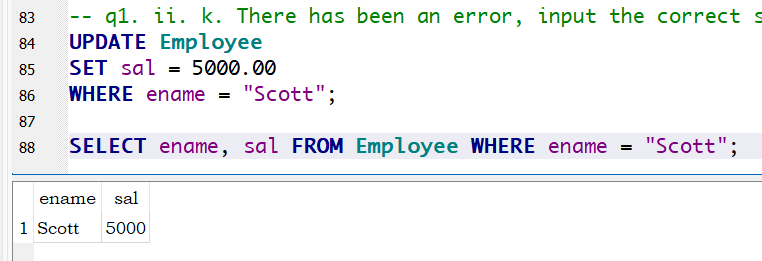 83 -- q1. ii. k. There has been an error, input the correct s
84 UPDATE Employee
85 SET sal = 5000.00
86 WHERE ename = "Scott";
87
88 SELECT ename, sal FROM Employee WHERE ename = "Scott";
ename sal
1 Scott 5000